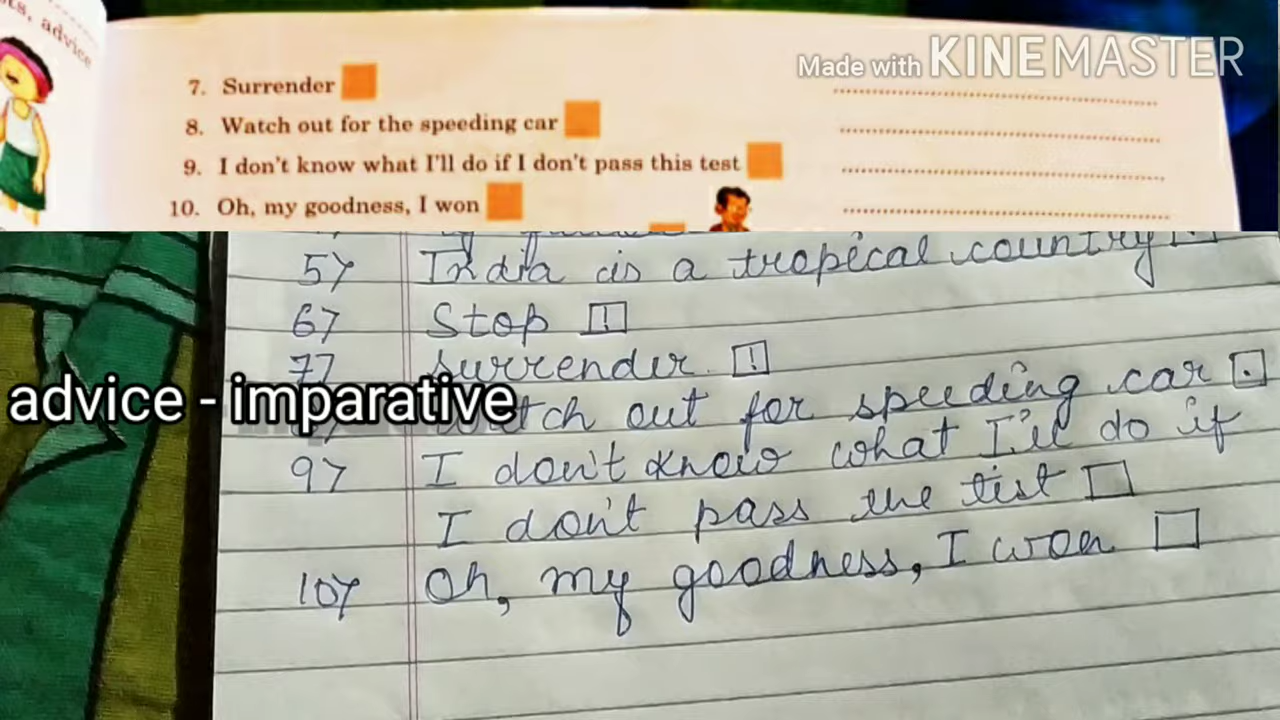 ts, advice
Made with KINEMASTER
7. Surrender
8. Watch out for the speeding car
9. I don't know what I'll do if I don't pass this test
10. Oh, my goodness, I won
5> India is a tropical country
6> Stop !
7> Surrender. !
advice - imparative
tch out for speeding car .
9> I don't know what I'll do if
I don't pass the test
10> Oh, my goodness, I won